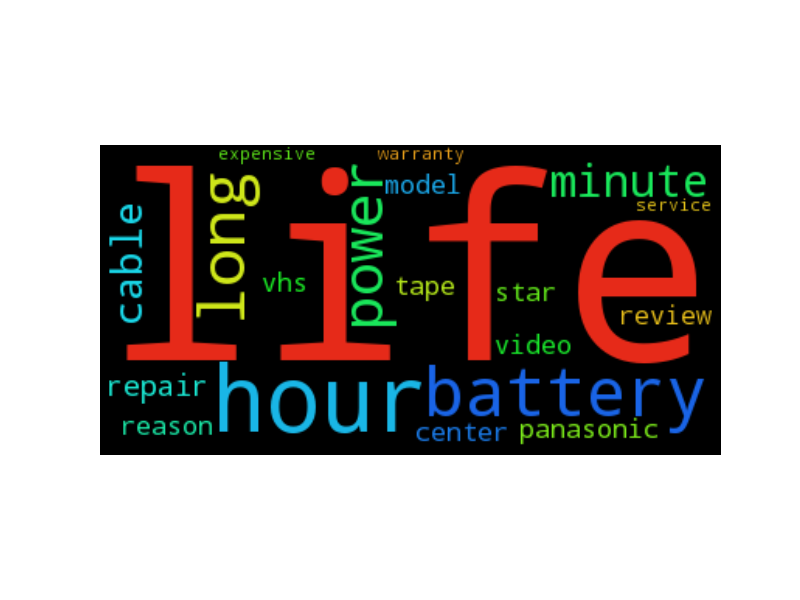 expensive
warranty
life
cable
long
power
model
minute
service
vhs
tape
star
review
video
repair
hour
battery
reason
center
panasonic